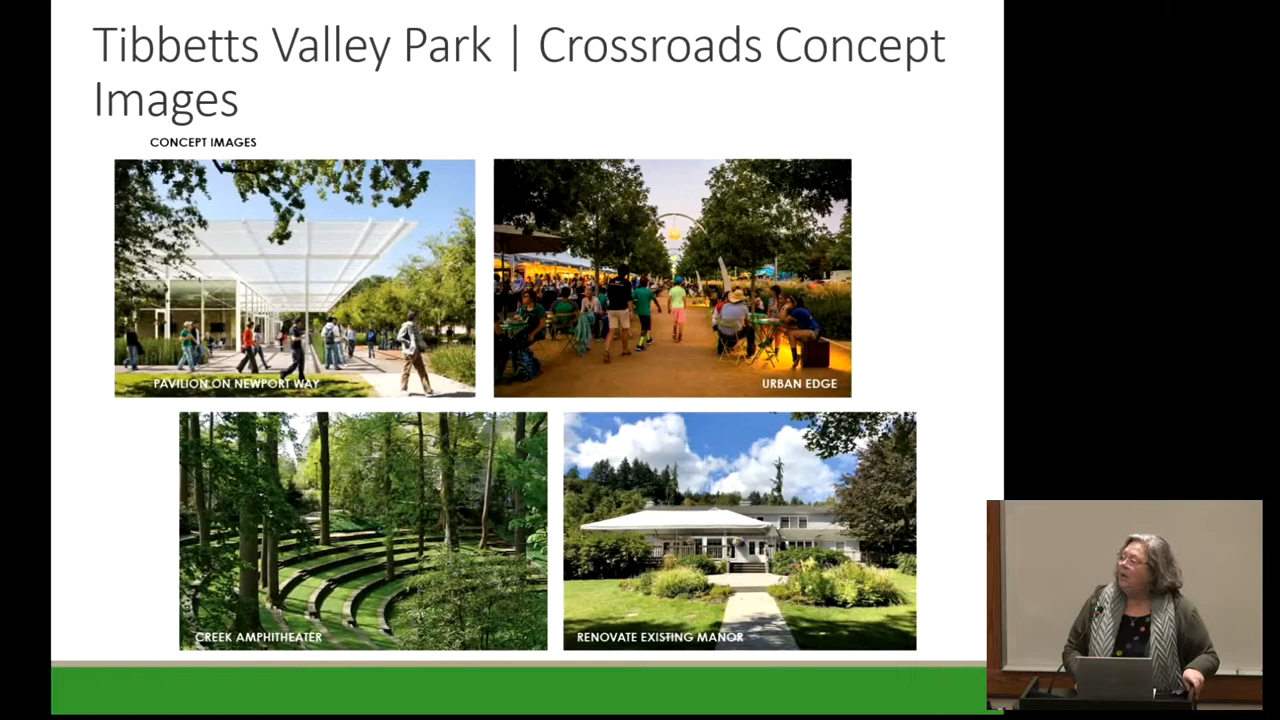 Tibbetts Valley Park | Crossroads Concept
Images
CONCEPT IMAGES
PAVILION ON NEWPORT WAY
URBAN EDGE
CREEK AMPHITHEATER
RENOVATE EXISTING MANOR